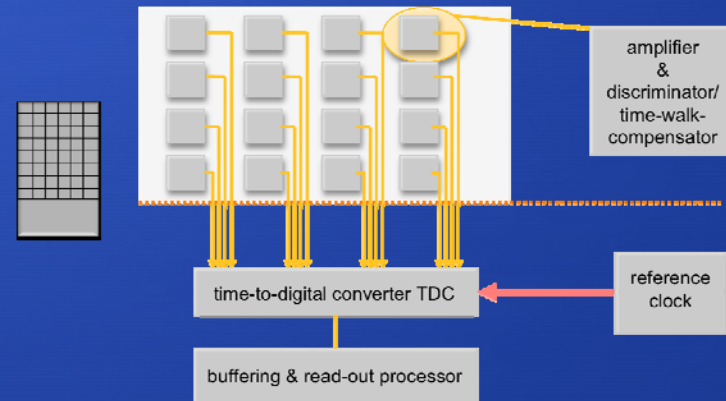 amplifier
&
discriminator/
time-walk-
compensator
time-to-digital converter TDC
reference
clock
buffering & read-out processor